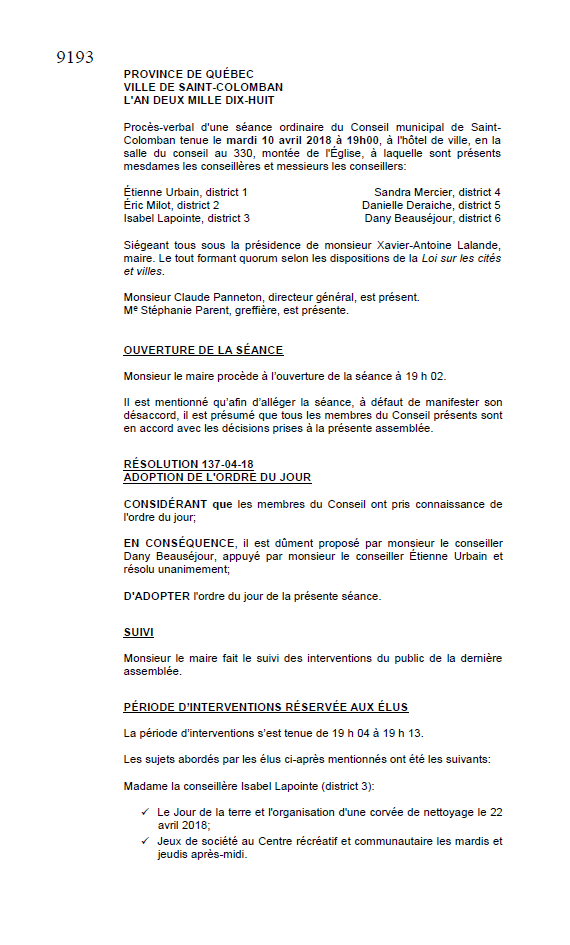 9193
PROVINCE DE QUÉBEC
VILLE DE SAINT-COLOMBAN
L'AN DEUX MILLE DIX-HUIT
Procès-verbal d'une séance ordinaire du Conseil municipal de Saint-
Colomban tenue le mardi 10 avril 2018 à 19h00, à l'hôtel de ville, en la
salle du conseil au 330, montée de l'Église, à laquelle sont présents
mesdames les conseillères et messieurs les conseillers:
Étienne Urbain, district 1 Sandra Mercier, district 4
Éric Milot, district 2 Danielle Deraiche, district 5
Isabel Lapointe, district 3 Dany Beauséjour, district 6
Siégeant tous sous la présidence de monsieur Xavier-Antoine Lalande,
maire. Le tout formant quorum selon les dispositions de la Loi sur les cités
et villes.
Monsieur Claude Panneton, directeur général, est présent.
Me Stéphanie Parent, greffière, est présente.
OUVERTURE DE LA SÉANCE
Monsieur le maire procède à l’ouverture de la séance à 19 h 02.
Il est mentionné qu’afin d’alléger la séance, à défaut de manifester son
désaccord, il est présumé que tous les membres du Conseil présents sont
en accord avec les décisions prises à la présente assemblée.
RÉSOLUTION 137-04-18
ADOPTION DE L'ORDRE DU JOUR
CONSIDÉRANT que les membres du Conseil ont pris connaissance de
l'ordre du jour;
EN CONSÉQUENCE, il est dûment proposé par monsieur le conseiller
Dany Beauséjour, appuyé par monsieur le conseiller Étienne Urbain et
résolu unanimement;
D'ADOPTER l'ordre du jour de la présente séance.
SUIVI
Monsieur le maire fait le suivi des interventions du public de la dernière
assemblée.
PÉRIODE D’INTERVENTIONS RÉSERVÉE AUX ÉLUS
La période d’interventions s’est tenue de 19 h 04 à 19 h 13.
Les sujets abordés par les élus ci-après mentionnés ont été les suivants:
Madame la conseillère Isabel Lapointe (district 3):
✓ Le Jour de la terre et l'organisation d'une corvée de nettoyage le 22
avril 2018;
✓ Jeux de société au Centre récréatif et communautaire les mardis et
jeudis après-midi.